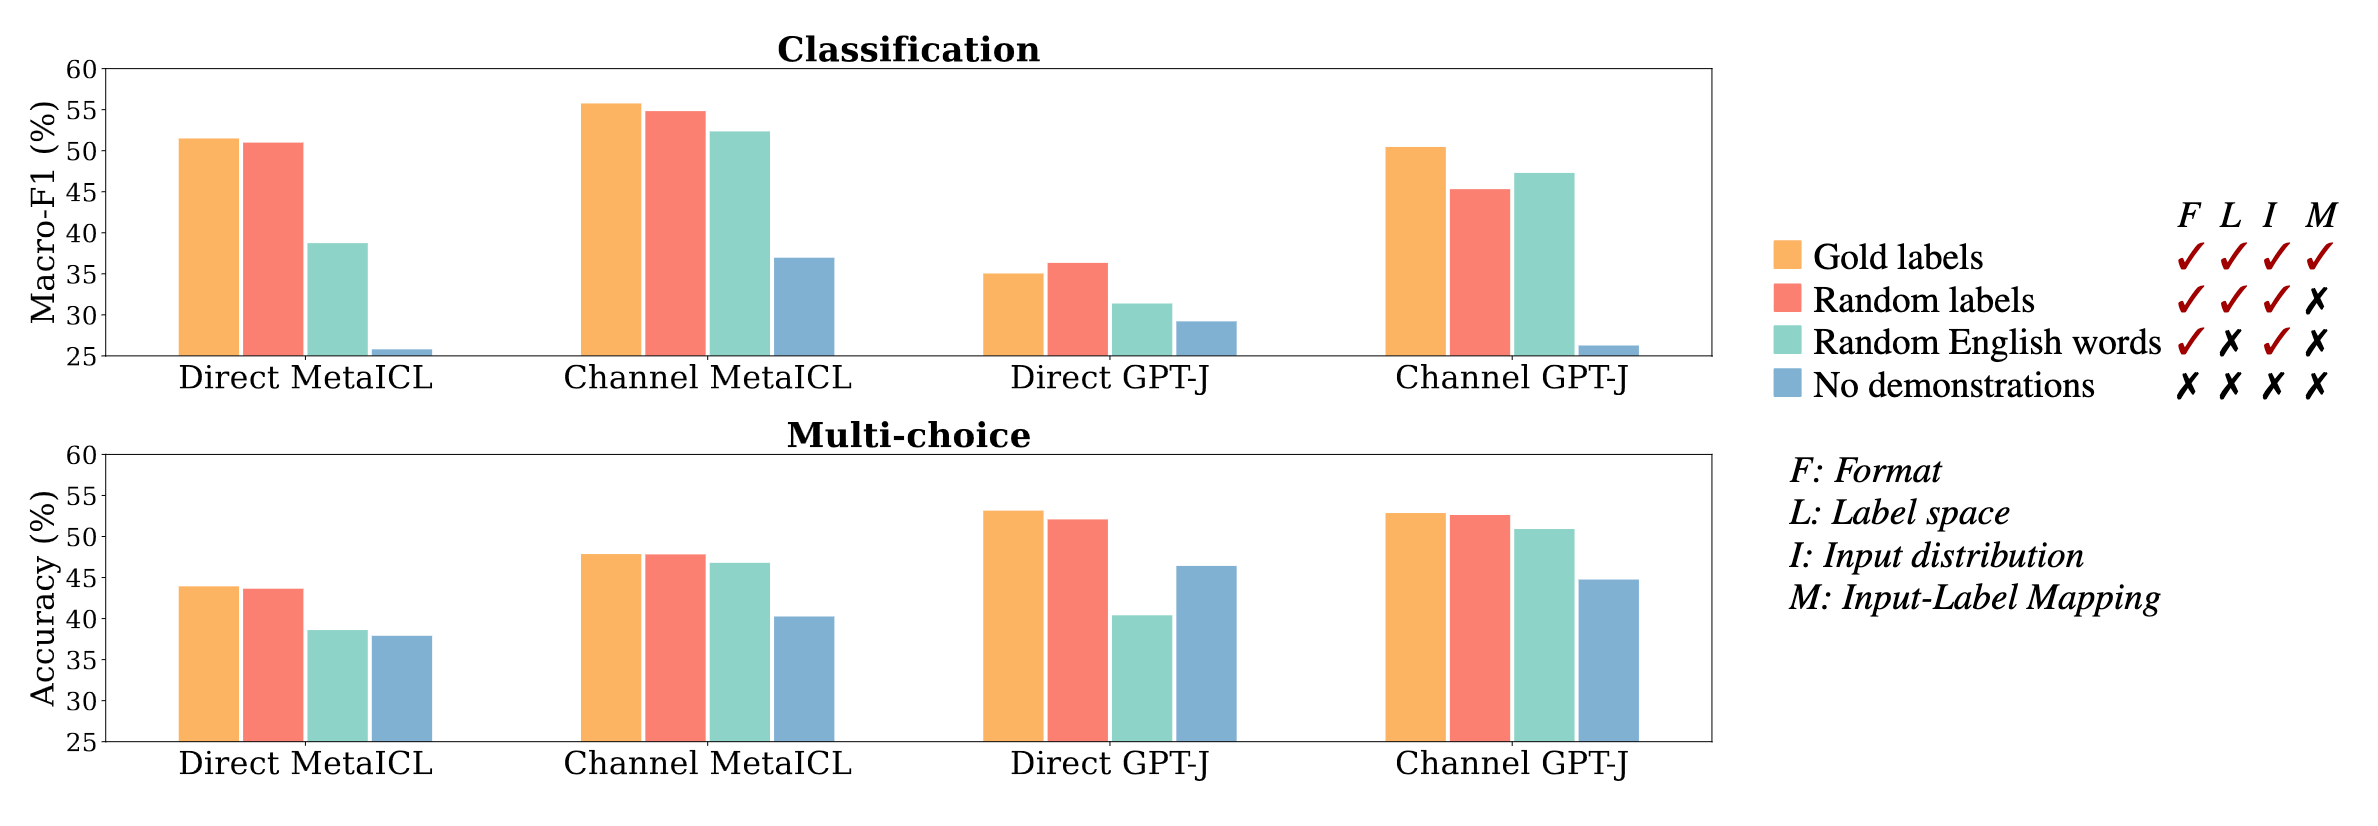 Classification
Macro-F1 (%)
60
55
50
45
40
35
30
25
Direct MetaICL Channel MetaICL Direct GPT-J Channel GPT-J
Multi-choice
Accuracy (%)
60
55
50
45
40
35
30
25
Direct MetaICL Channel MetaICL Direct GPT-J Channel GPT-J
F L I M
Gold labels ✓ ✓ ✓ ✓
Random labels ✓ ✓ ✓ ✗
Random English words ✓ ✗ ✓ ✗
No demonstrations ✗ ✗ ✗ ✗
F: Format
L: Label space
I: Input distribution
M: Input-Label Mapping